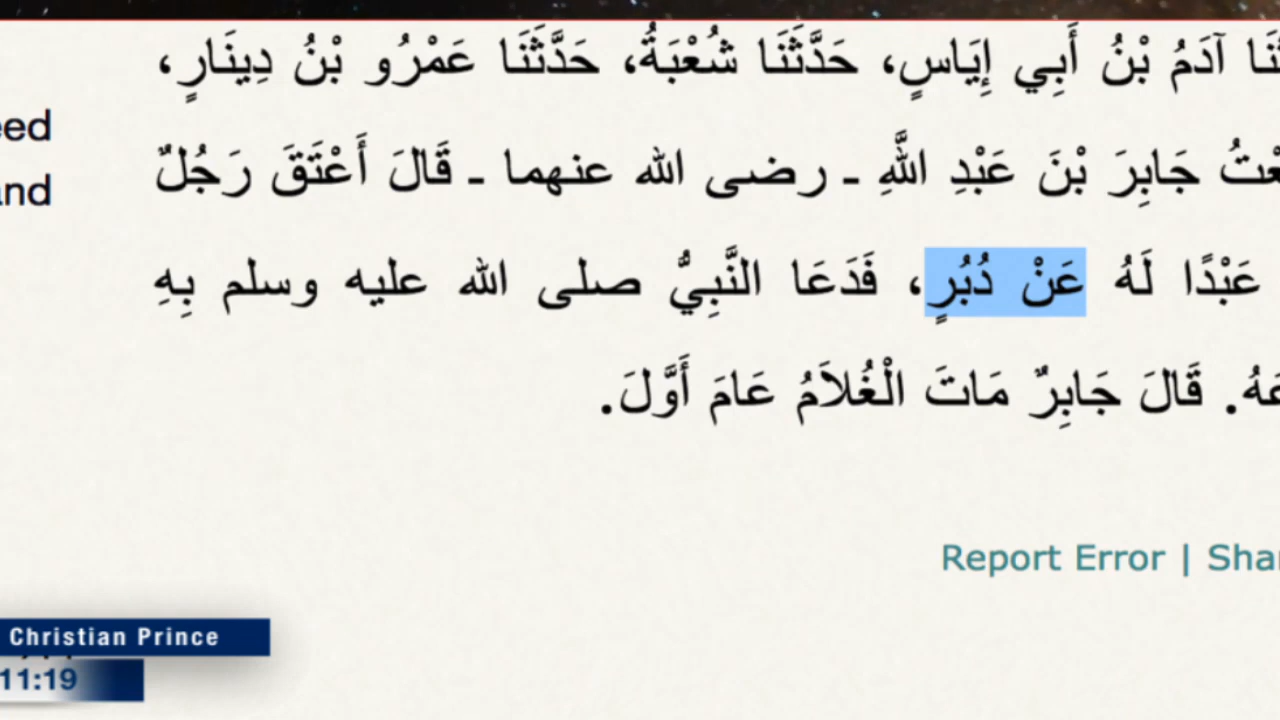 آدَمُ بْنُ أَبِي إِيَاسٍ، حَدَّثَنَا شُعْبَةُ، حَدَّثَنَا عَمْرُو بْنُ دِينَارٍ،
eed
جَابِرَ بْنَ عَبْدِ اللَّهِ ـ رضى الله عنهما ـ قَالَ أَعْتَقَ رَجُلٌ
and
عَبْدًا لَهُ عَنْ دُبُرٍ، فَدَعَا النَّبِيُّ صلى الله عليه وسلم بِهِ
قَالَ جَابِرٌ مَاتَ الْغُلاَمُ عَامَ أَوَّلَ.
Report Error | Sha
Christian Prince
11:19